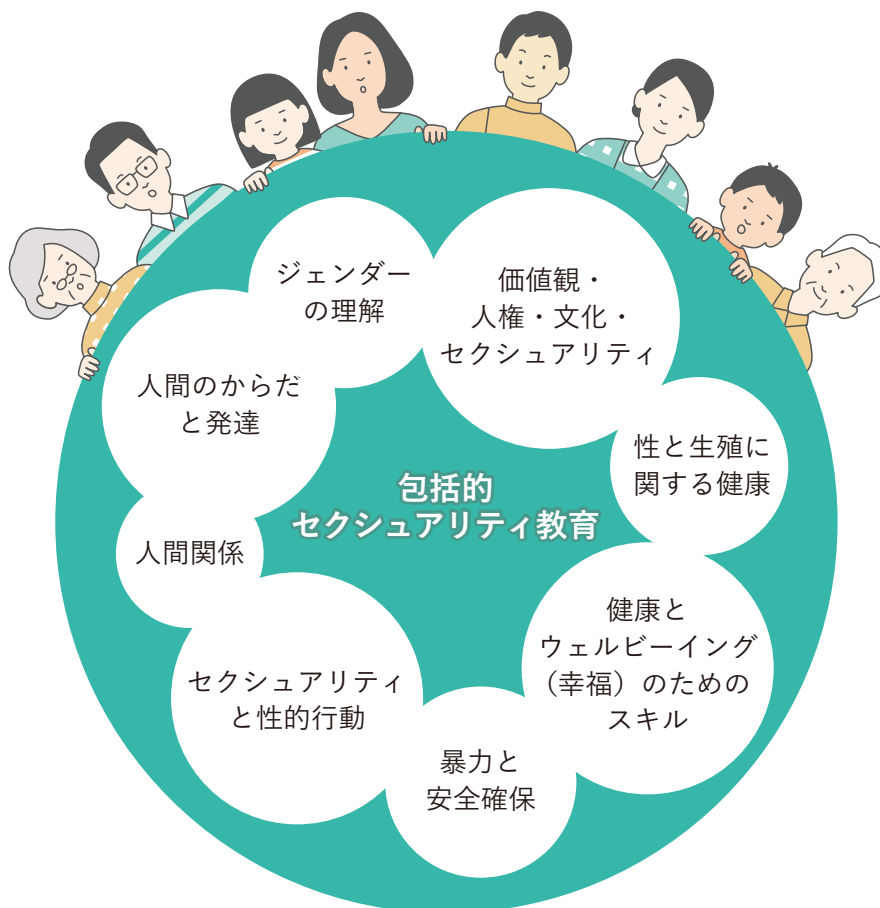 ジェンダー
の理解
価値観・
人権・文化・
セクシュアリティ
人間のからだ
と発達
性と生殖に
関する健康
包括的
セクシュアリティ教育
人間関係
健康と
ウェルビーイング
（幸福）のための
スキル
セクシュアリティ
と性的行動
暴力と
安全確保